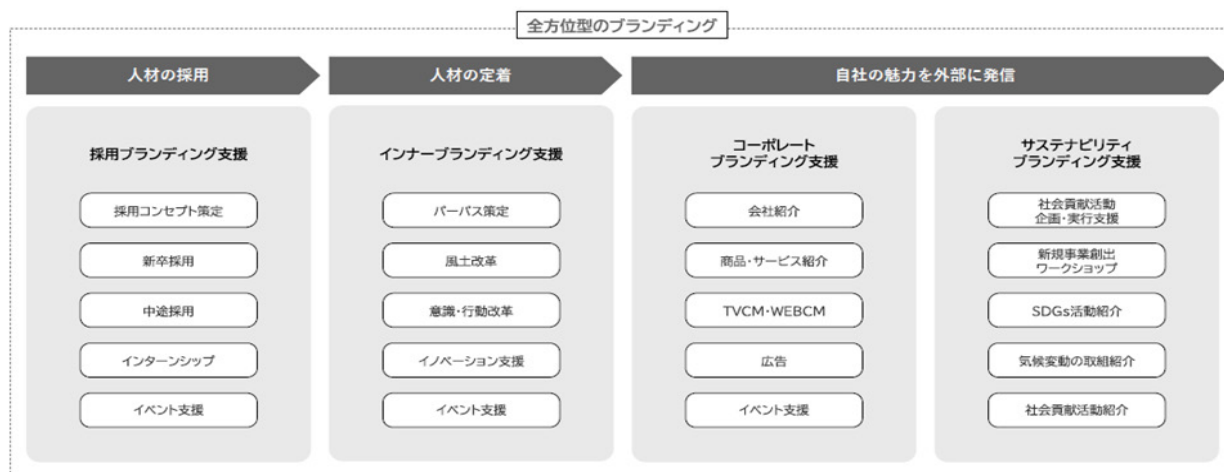 全方位型のブランディング
人材の採用
人材の定着
自社の魅力を外部に発信
採用ブランディング支援
採用コンセプト策定
新卒採用
中途採用
インターンシップ
イベント支援
インナーブランディング支援
パーパス策定
風土改革
意識・行動改革
イノベーション支援
イベント支援
コーポレート
ブランディング支援
会社紹介
商品・サービス紹介
TVCM・WEBCM
広告
イベント支援
サステナビリティ
ブランディング支援
社会貢献活動
企画・実行支援
新規事業創出
ワークショップ
SDGs活動紹介
気候変動の取組紹介
社会貢献活動紹介